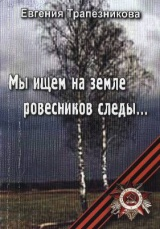 Евгения Трапезникова
Мы ищем на земле
ровесников следы...